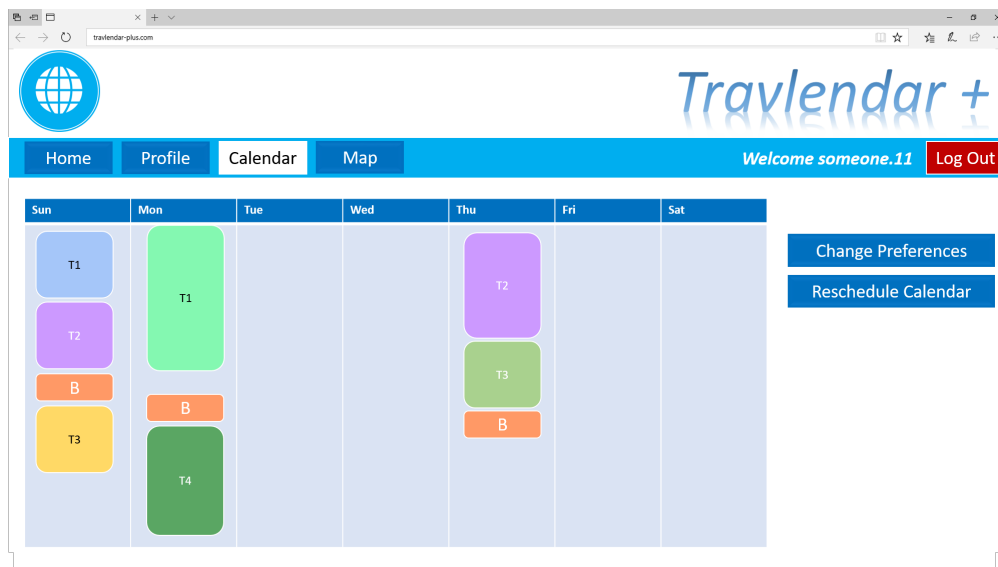 travlendar-plus.com
Travlendar +
Home Profile Calendar Map Welcome someone.11 Log Out
Sun Mon Tue Wed Thu Fri Sat
Change Preferences
Reschedule Calendar
T1
T2
B
T3
T1
B
T4
T2
T3
B